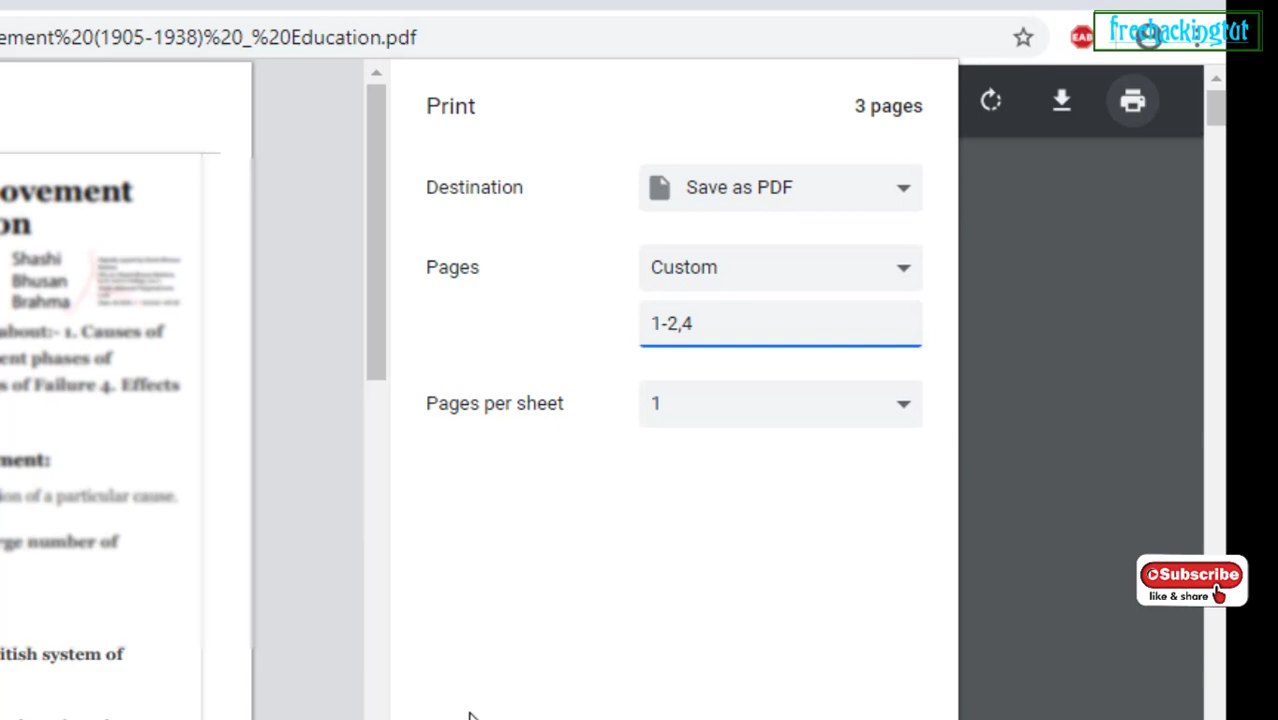 ement%20(1905-1938)%20_%20Education.pdf
EAB
freehackingtut
Print
3 pages
Destination
Save as PDF
Pages
Custom
1-2,4
Pages per sheet
1
ovement
on
Shashi
Bhusan
Brahma
about:- 1. Causes of
ent phases of
s of Failure 4. Effects
ment:
ion of a particular cause.
rge number of
itish system of
Subscribe
like & share